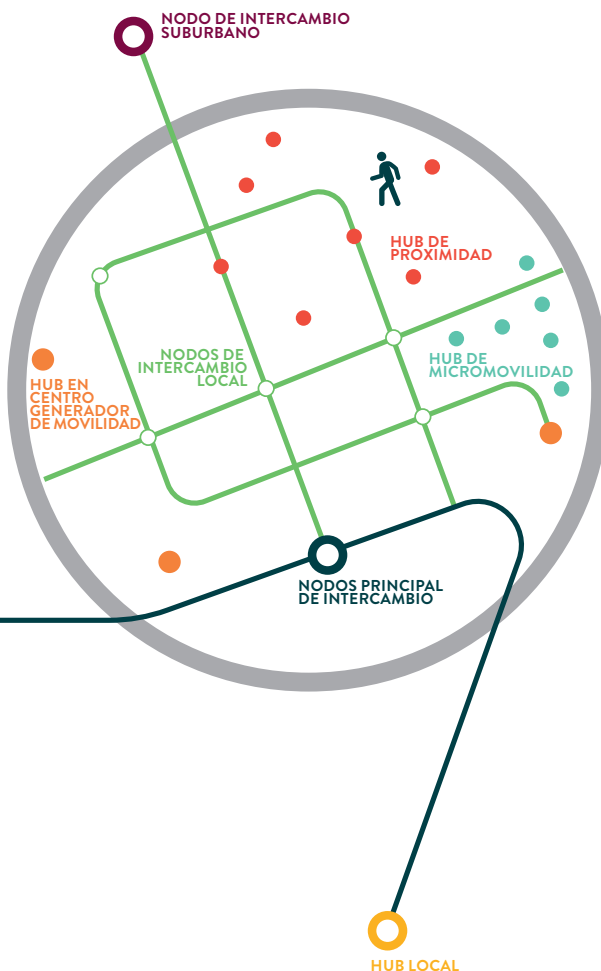 NODO DE INTERCAMBIO
SUBURBANO
HUB DE
PROXIMIDAD
NODOS DE
INTERCAMBIO
LOCAL
HUB DE
MICROMOVILIDAD
HUB EN
CENTRO
GENERADOR
DE MOVILIDAD
NODOS PRINCIPAL
DE INTERCAMBIO
HUB LOCAL